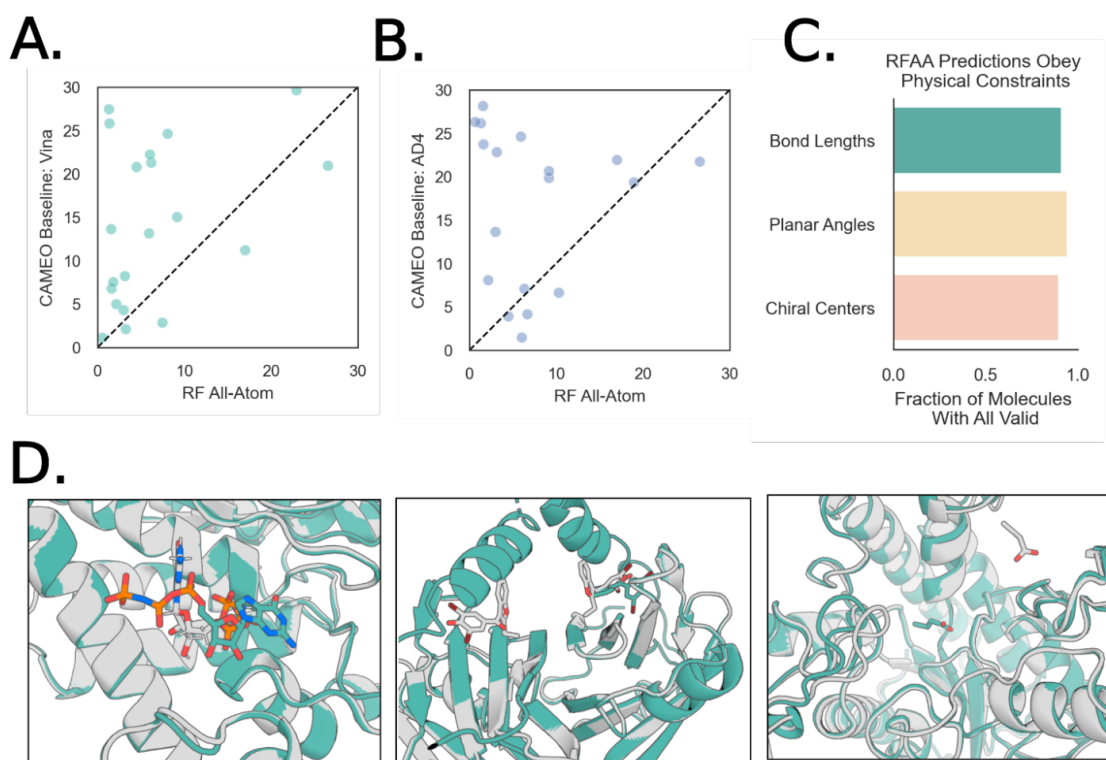 A.
B.
C.
30
25
20
15
10
5
0
CAMEO Baseline: Vina
0
10
20
30
RF All-Atom
30
25
20
15
10
5
0
CAMEO Baseline: AD4
0
10
20
30
RF All-Atom
RFAA Predictions Obey
Physical Constraints
Bond Lengths
Planar Angles
Chiral Centers
0.0
0.5
1.0
Fraction of Molecules
With All Valid
D.